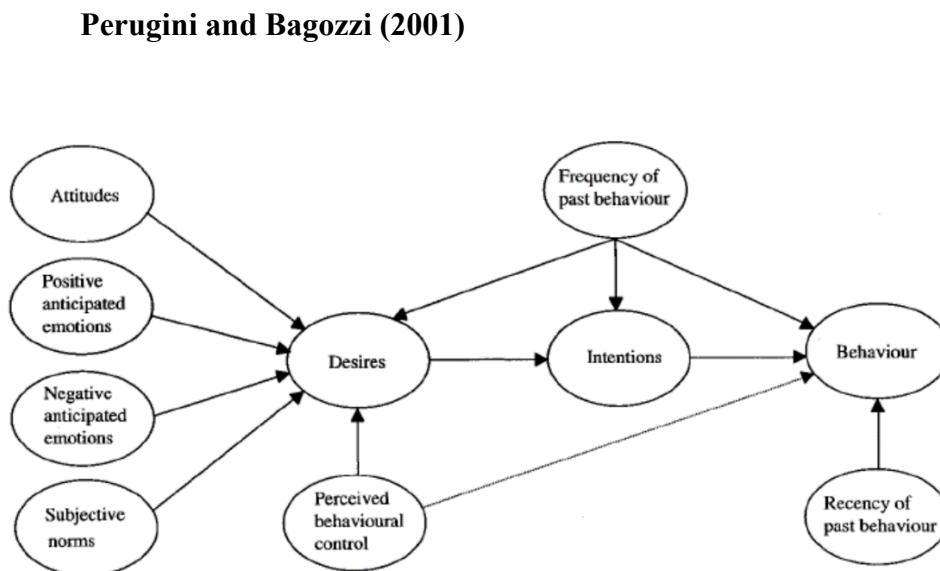 Perugini and Bagozzi (2001)
Attitudes
Frequency of
past behaviour
Positive
anticipated
emotions
Desires
Intentions
Behaviour
Negative
anticipated
emotions
Subjective
norms
Perceived
behavioural
control
Recency of
past behaviour